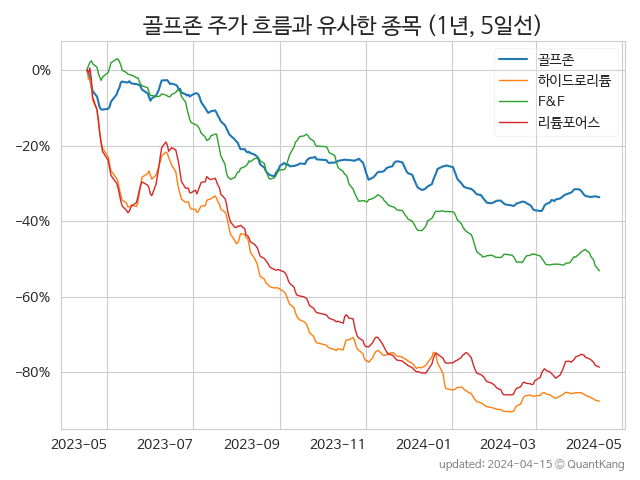 골프존 주가 흐름과 유사한 종목 (1년, 5일선)
골프존
하이드로리튬
F&F
리튬포어스
0%
−20%
−40%
−60%
−80%
2023-05
2023-07
2023-09
2023-11
2024-01
2024-03
2024-05
updated: 2024-04-15 © QuantKang